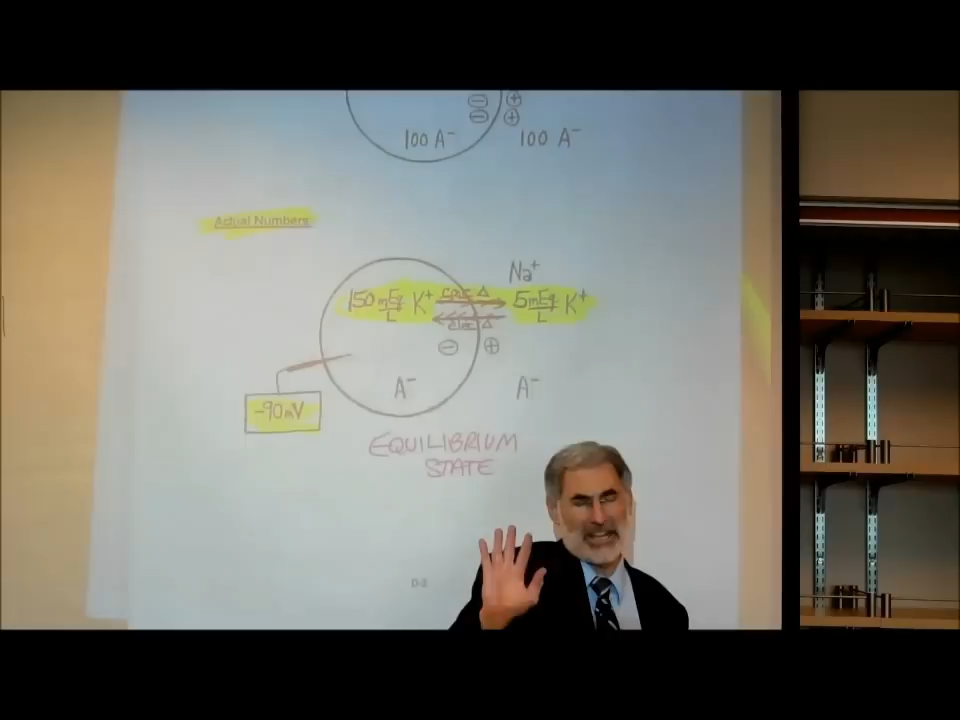 100 A⁻ 100 A⁻
Actual Numbers
Na⁺
150 mEq/L K⁺ conc Δ 5 mEq/L K⁺
elec Δ
⊖ ⊕
A⁻ A⁻
-90mV
EQUILIBRIUM
STATE